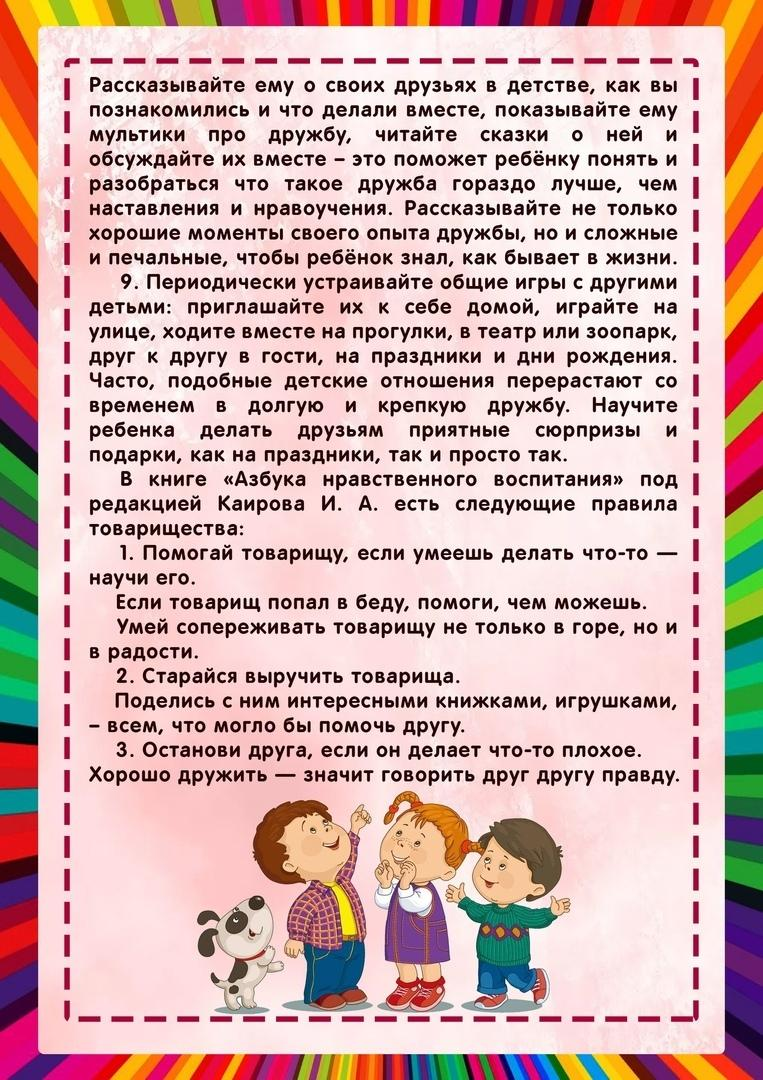 Рассказывайте ему о своих друзьях в детстве, как вы
познакомились и что делали вместе, показывайте ему
мультики про дружбу, читайте сказки о ней и
обсуждайте их вместе – это поможет ребёнку понять и
разобраться что такое дружба гораздо лучше, чем
наставления и нравоучения. Рассказывайте не только
хорошие моменты своего опыта дружбы, но и сложные
и печальные, чтобы ребёнок знал, как бывает в жизни.
9. Периодически устраивайте общие игры с другими
детьми: приглашайте их к себе домой, играйте на
улице, ходите вместе на прогулки, в театр или зоопарк,
друг к другу в гости, на праздники и дни рождения.
Часто, подобные детские отношения перерастают со
временем в долгую и крепкую дружбу. Научите
ребенка делать друзьям приятные сюрпризы и
подарки, как на праздники, так и просто так.
В книге «Азбука нравственного воспитания» под
редакцией Каирова И. А. есть следующие правила
товарищества:
1. Помогай товарищу, если умеешь делать что-то —
научи его.
Если товарищ попал в беду, помоги, чем можешь.
Умей сопереживать товарищу не только в горе, но и
в радости.
2. Старайся выручить товарища.
Поделись с ним интересными книжками, игрушками,
– всем, что могло бы помочь другу.
3. Останови друга, если он делает что-то плохое.
Хорошо дружить — значит говорить друг другу правду.